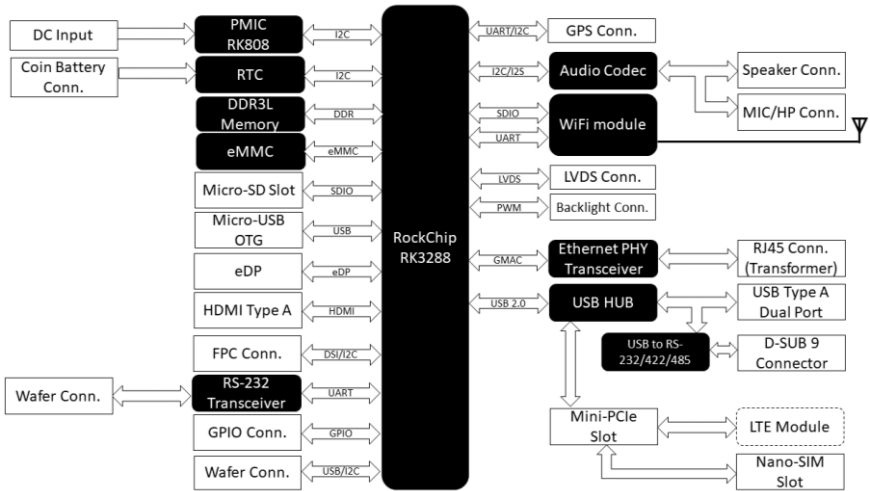 DC Input
PMIC
RK808
I2C
Coin Battery
Conn.
RTC
I2C
DDR3L
Memory
DDR
eMMC
eMMC
Micro-SD Slot
SDIO
Micro-USB
OTG
USB
eDP
eDP
HDMI Type A
HDMI
FPC Conn.
DSI/I2C
Wafer Conn.
RS-232
Transceiver
UART
GPIO Conn.
GPIO
Wafer Conn.
USB/I2C
RockChip
RK3288
UART/I2C
GPS Conn.
I2C/I2S
Audio Codec
Speaker Conn.
MIC/HP Conn.
SDIO
UART
WiFi module
LVDS
LVDS Conn.
PWM
Backlight Conn.
GMAC
Ethernet PHY
Transceiver
RJ45 Conn.
(Transformer)
USB 2.0
USB HUB
USB Type A
Dual Port
USB to RS-
232/422/485
D-SUB 9
Connector
Mini-PCIe
Slot
LTE Module
Nano-SIM
Slot